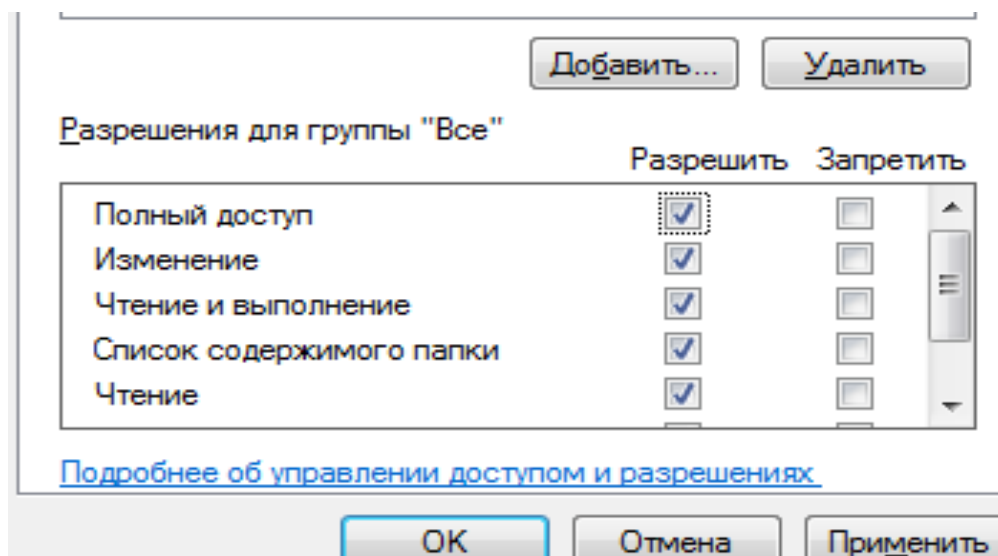 Добавить...
Удалить
Разрешения для группы "Все"
Разрешить Запретить
Полный доступ
Изменение
Чтение и выполнение
Список содержимого папки
Чтение
Подробнее об управлении доступом и разрешениях
ОК
Отмена
Применить